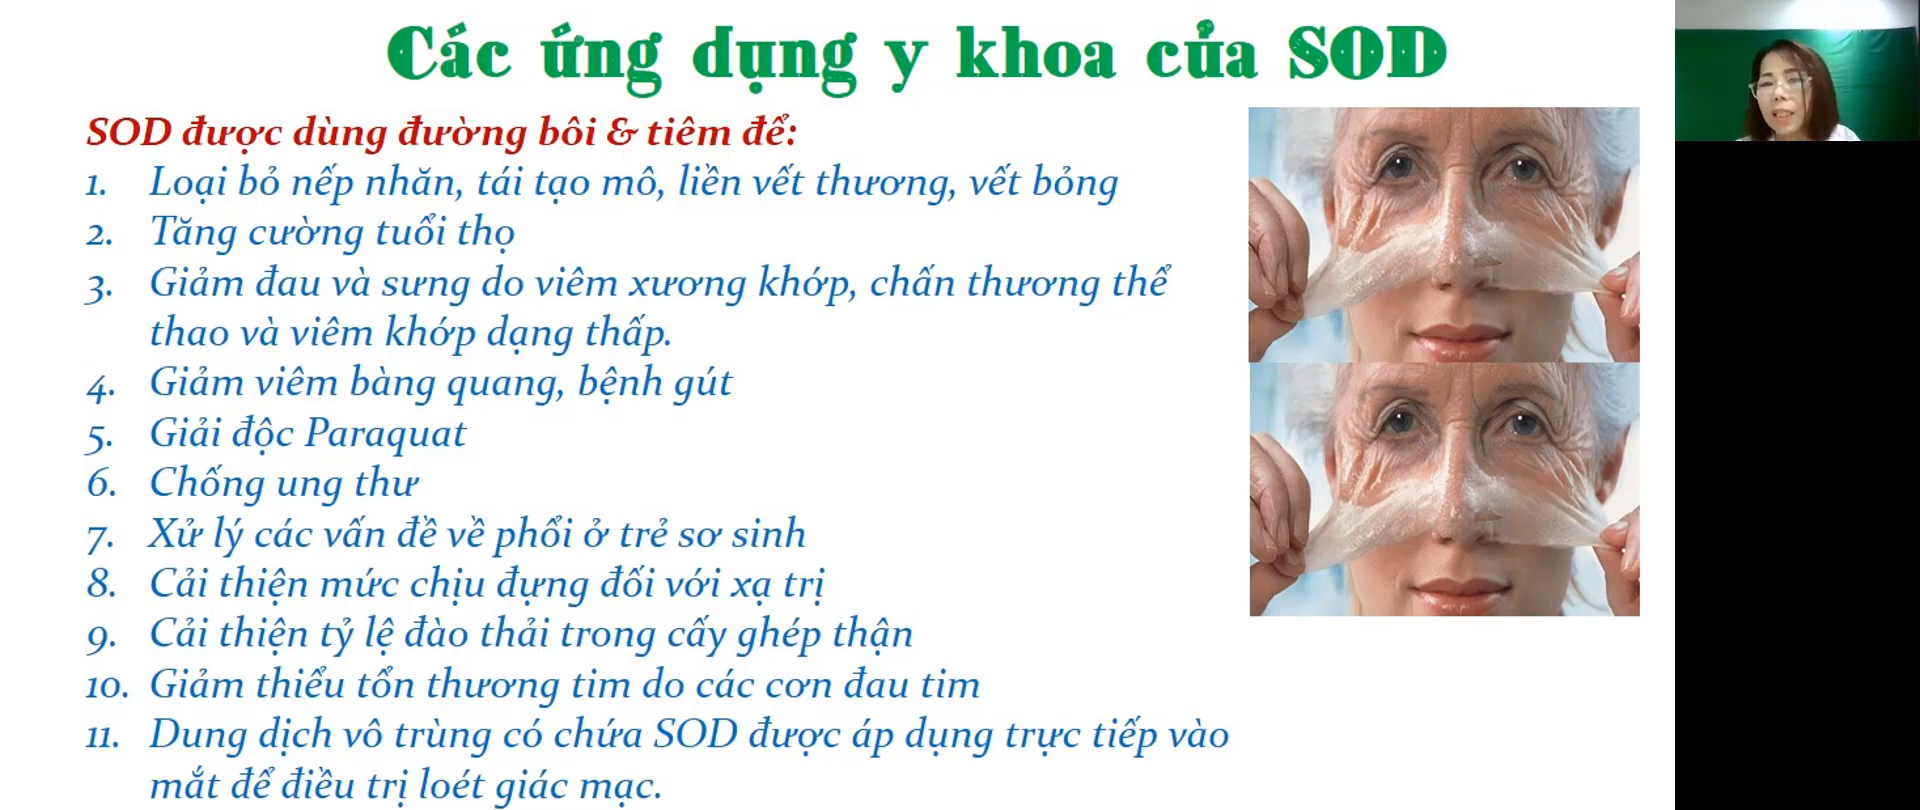 Các ứng dụng y khoa của SOD
SOD được dùng đường bôi & tiêm để:
1. Loại bỏ nếp nhăn, tái tạo mô, liền vết thương, vết bỏng
2. Tăng cường tuổi thọ
3. Giảm đau và sưng do viêm xương khớp, chấn thương thể
thao và viêm khớp dạng thấp.
4. Giảm viêm bàng quang, bệnh gút
5. Giải độc Paraquat
6. Chống ung thư
7. Xử lý các vấn đề về phổi ở trẻ sơ sinh
8. Cải thiện mức chịu đựng đối với xạ trị
9. Cải thiện tỷ lệ đào thải trong cấy ghép thận
10. Giảm thiểu tổn thương tim do các cơn đau tim
11. Dung dịch vô trùng có chứa SOD được áp dụng trực tiếp vào
mắt để điều trị loét giác mạc.